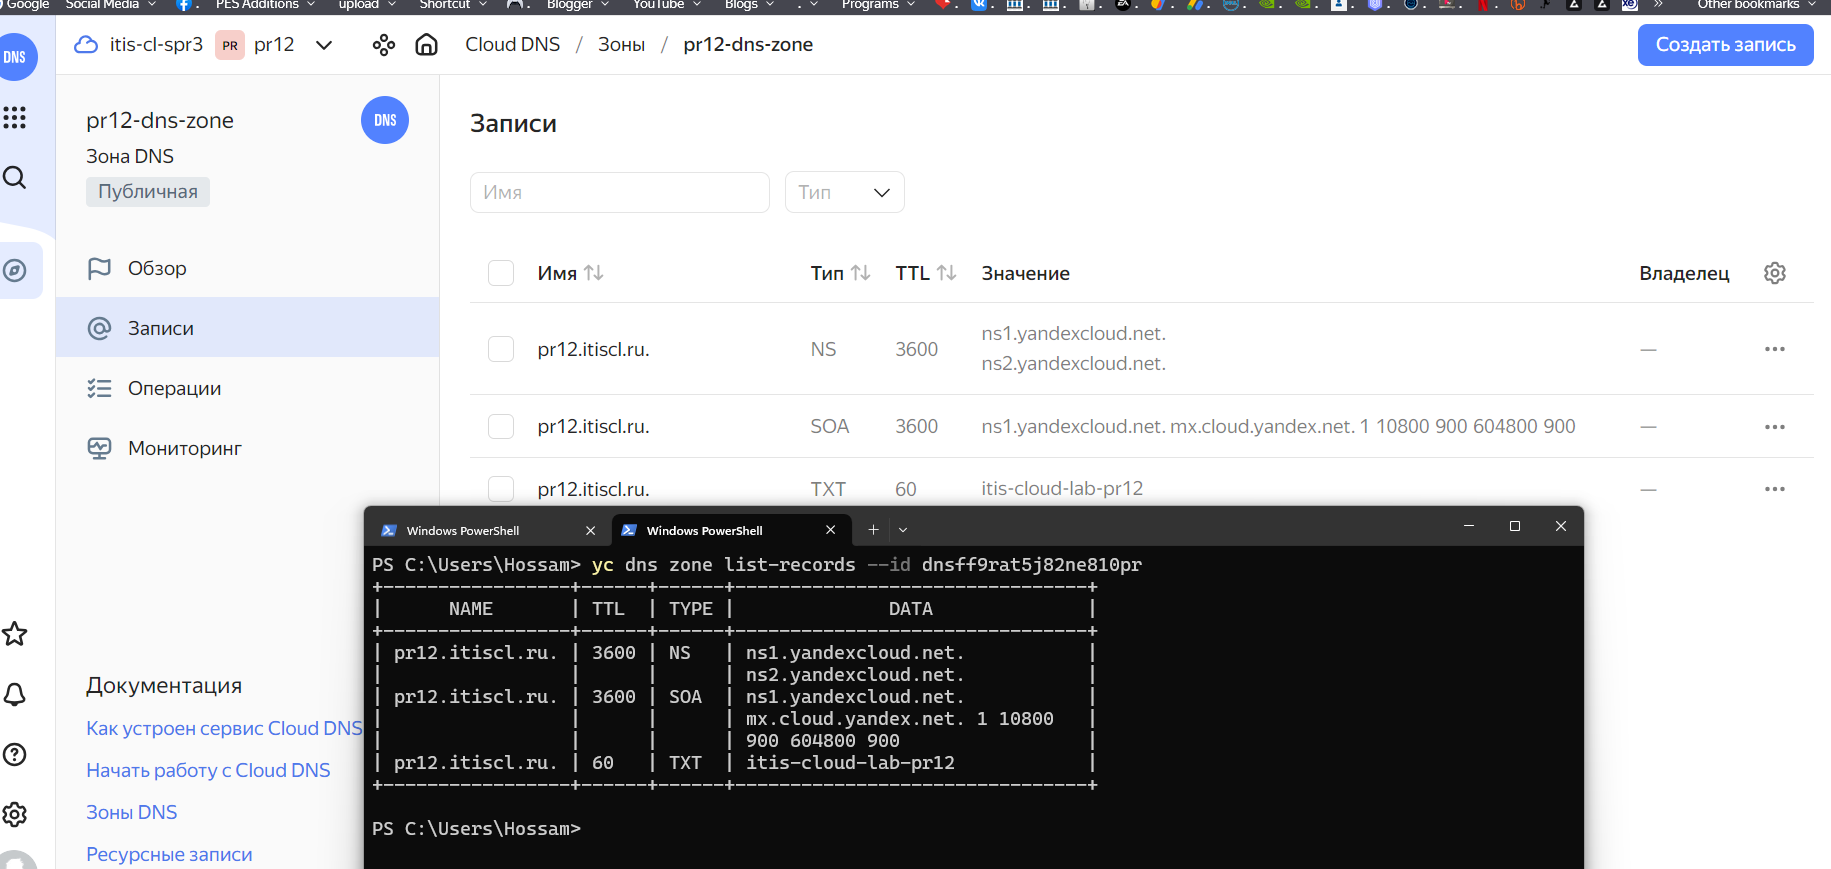 Google Social Media PES Additions upload Shortcut Blogger YouTube Blogs Programs Other bookmarks
DNS
itis-cl-spr3 PR pr12 Cloud DNS / Зоны / pr12-dns-zone Создать запись
pr12-dns-zone
DNS
Зона DNS
Публичная
Обзор
Записи
Операции
Мониторинг
Документация
Как устроен сервис Cloud DNS
Начать работу с Cloud DNS
Зоны DNS
Ресурсные записи
Записи
Имя Тип
Имя Тип TTL Значение Владелец
pr12.itiscl.ru. NS 3600 ns1.yandexcloud.net. —
ns2.yandexcloud.net.
pr12.itiscl.ru. SOA 3600 ns1.yandexcloud.net. mx.cloud.yandex.net. 1 10800 900 604800 900 —
pr12.itiscl.ru. TXT 60 itis-cloud-lab-pr12 —
Windows PowerShell Windows PowerShell
PS C:\Users\Hossam> yc dns zone list-records --id dnsff9rat5j82ne810pr
+-----------------+------+------+--------------------------------+
| NAME | TTL | TYPE | DATA |
+-----------------+------+------+--------------------------------+
| pr12.itiscl.ru. | 3600 | NS | ns1.yandexcloud.net. |
| | | | ns2.yandexcloud.net. |
| pr12.itiscl.ru. | 3600 | SOA | ns1.yandexcloud.net. |
| | | | mx.cloud.yandex.net. 1 10800 |
| | | | 900 604800 900 |
| pr12.itiscl.ru. | 60 | TXT | itis-cloud-lab-pr12 |
+-----------------+------+------+--------------------------------+
PS C:\Users\Hossam>